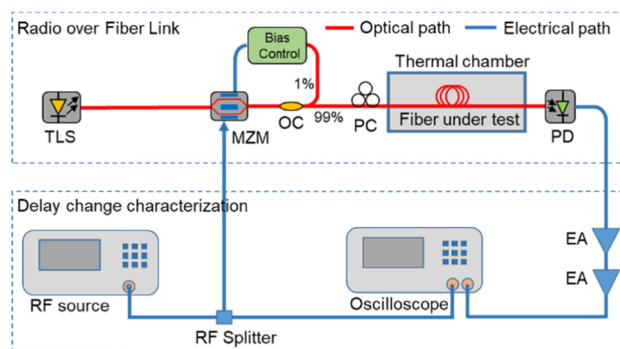 Radio over Fiber Link
Optical path
Electrical path
Bias
Control
Thermal chamber
1%
TLS
MZM
OC
99%
PC
Fiber under test
PD
Delay change characterization
EA
EA
RF source
Oscilloscope
RF Splitter